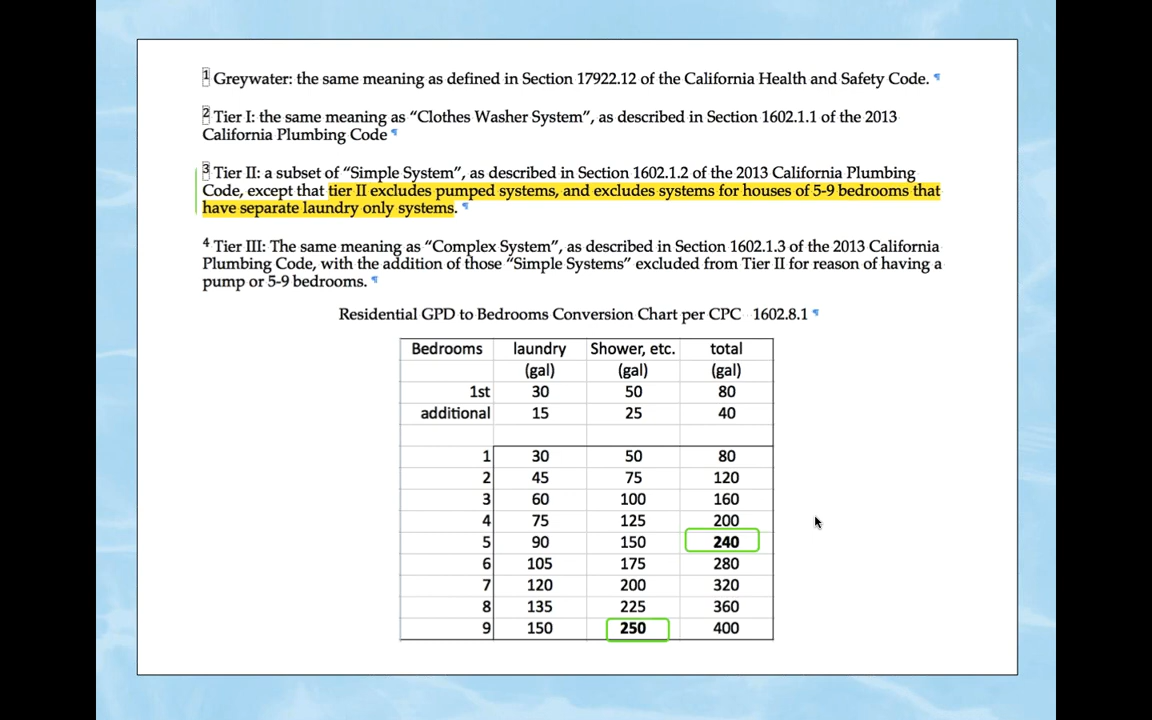 1 Greywater: the same meaning as defined in Section 17922.12 of the California Health and Safety Code. ¶
2 Tier I: the same meaning as “Clothes Washer System”, as described in Section 1602.1.1 of the 2013
California Plumbing Code ¶
3 Tier II: a subset of “Simple System”, as described in Section 1602.1.2 of the 2013 California Plumbing
Code, except that tier II excludes pumped systems, and excludes systems for houses of 5-9 bedrooms that
have separate laundry only systems. ¶
4 Tier III: The same meaning as “Complex System”, as described in Section 1602.1.3 of the 2013 California
Plumbing Code, with the addition of those “Simple Systems” excluded from Tier II for reason of having a
pump or 5-9 bedrooms. ¶
Residential GPD to Bedrooms Conversion Chart per CPC 1602.8.1 ¶
Bedrooms laundry Shower, etc. total
(gal) (gal) (gal)
1st 30 50 80
additional 15 25 40
1 30 50 80
2 45 75 120
3 60 100 160
4 75 125 200
5 90 150 240
6 105 175 280
7 120 200 320
8 135 225 360
9 150 250 400